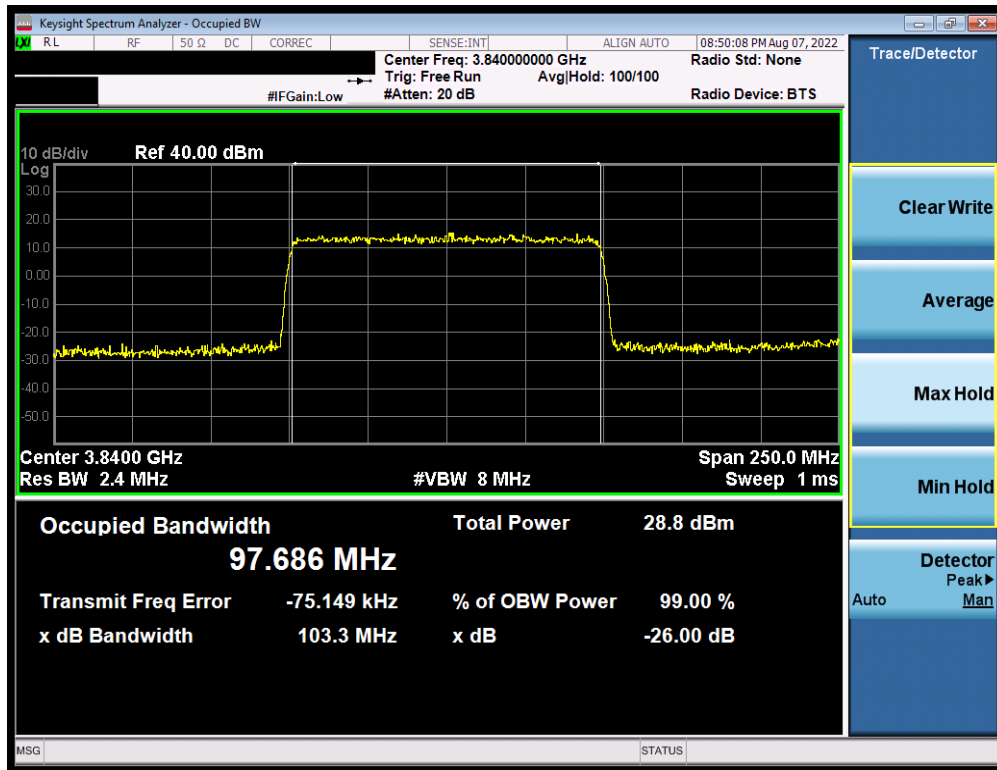 Keysight Spectrum Analyzer - Occupied BW
LXI RL RF 50 Ω DC CORREC SENSE:INT ALIGN AUTO 08:50:08 PM Aug 07, 2022
Center Freq: 3.840000000 GHz Radio Std: None
Trig: Free Run Avg|Hold: 100/100
#IFGain:Low #Atten: 20 dB Radio Device: BTS
Trace/Detector
10 dB/div Ref 40.00 dBm
Log
30.0
20.0
10.0
0.00
-10.0
-20.0
-30.0
-40.0
-50.0
Center 3.8400 GHz Span 250.0 MHz
Res BW 2.4 MHz #VBW 8 MHz Sweep 1 ms
Occupied Bandwidth Total Power 28.8 dBm
97.686 MHz
Transmit Freq Error -75.149 kHz % of OBW Power 99.00 %
x dB Bandwidth 103.3 MHz x dB -26.00 dB
Clear Write
Average
Max Hold
Min Hold
Detector
Peak▶
Auto Man
MSG STATUS